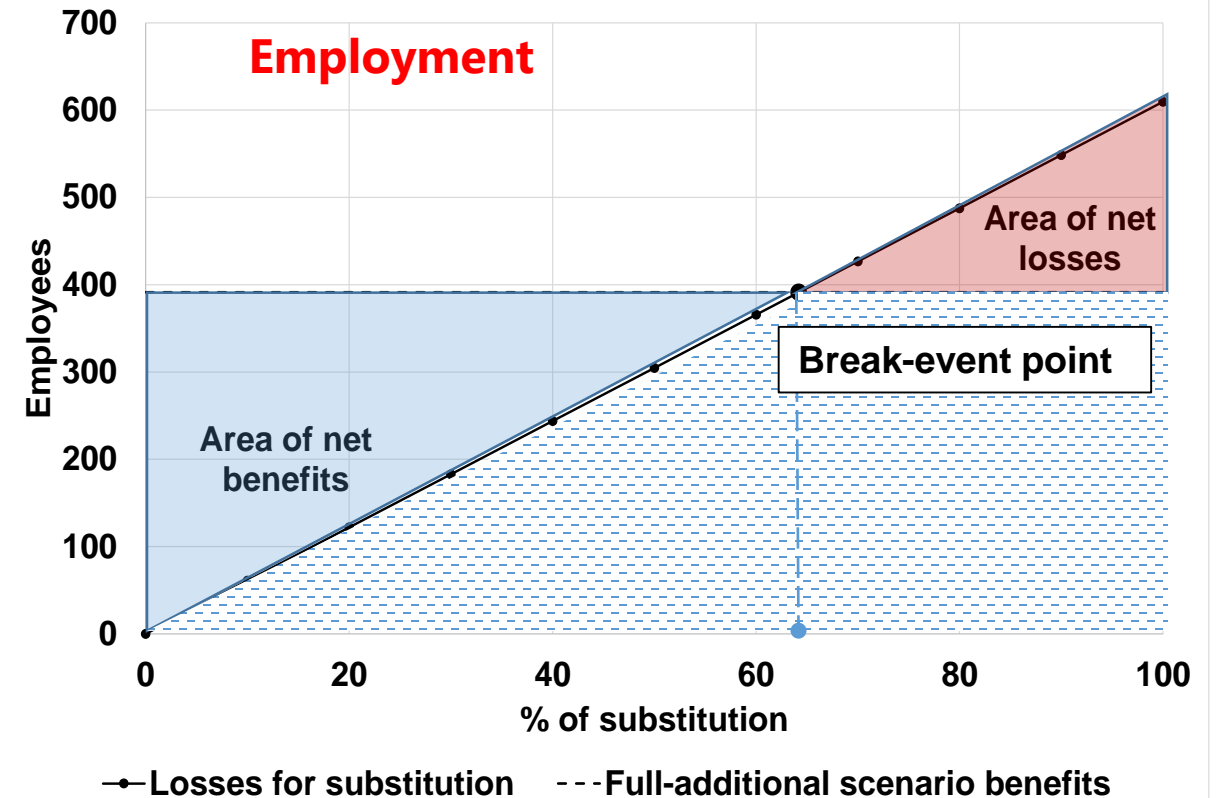 Employment
700
600
500
400
300
200
100
0
Employees
Area of net
benefits
Area of net
losses
Break-event point
0 20 40 60 80 100
% of substitution
Losses for substitution Full-additional scenario benefits